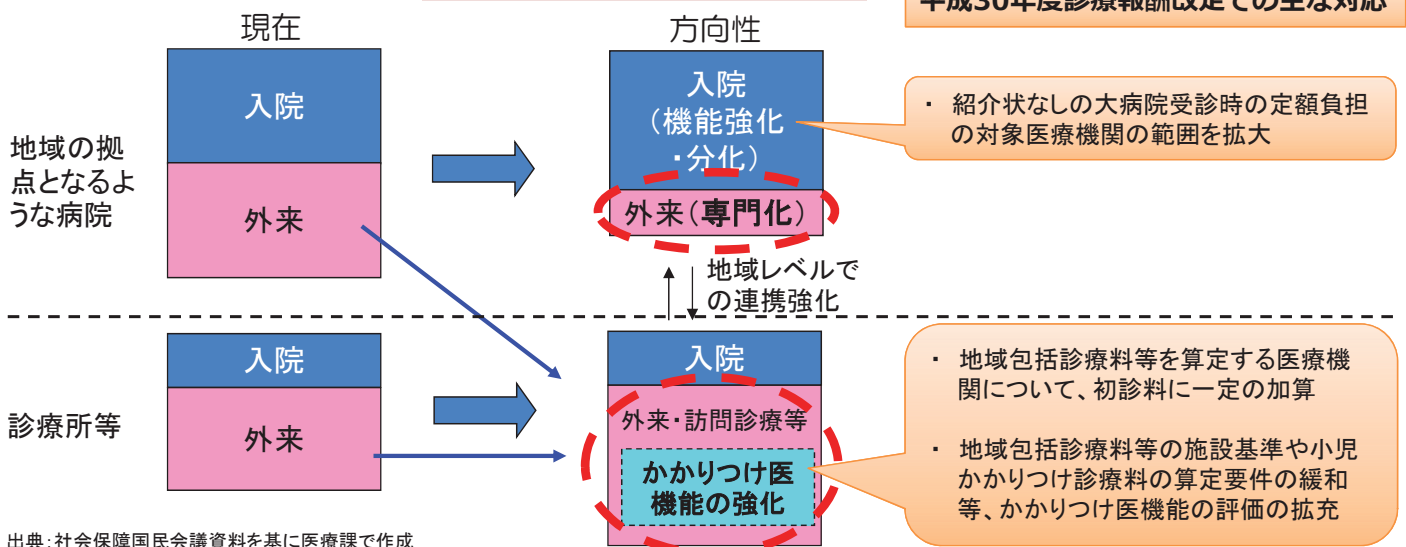 平成30年度診療報酬改定での主な対応
現在
方向性
地域の拠
点となるよ
うな病院
入院
外来
入院
（機能強化
・分化）
外来（専門化）
・ 紹介状なしの大病院受診時の定額負担
の対象医療機関の範囲を拡大
地域レベルで
の連携強化
診療所等
入院
外来
入院
外来・訪問診療等
かかりつけ医
機能の強化
・ 地域包括診療料等を算定する医療機
関について、初診料に一定の加算
・ 地域包括診療料等の施設基準や小児
かかりつけ診療料の算定要件の緩和
等、かかりつけ医機能の評価の拡充
出典：社会保障国民会議資料を基に医療課で作成